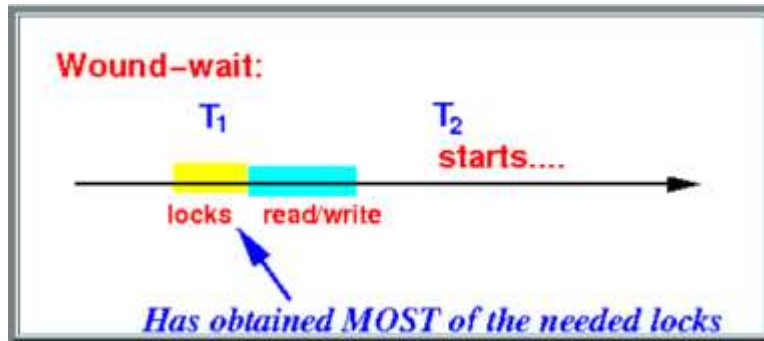 Wound-wait:
T1 T2
starts....
locks read/write
Has obtained MOST of the needed locks